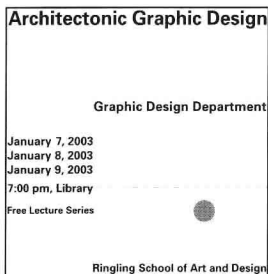 Architectonic Graphic Design
Graphic Design Department
January 7, 2003
January 8, 2003
January 9, 2003
7:00 pm, Library
Free Lecture Series
Ringling School of Art and Design